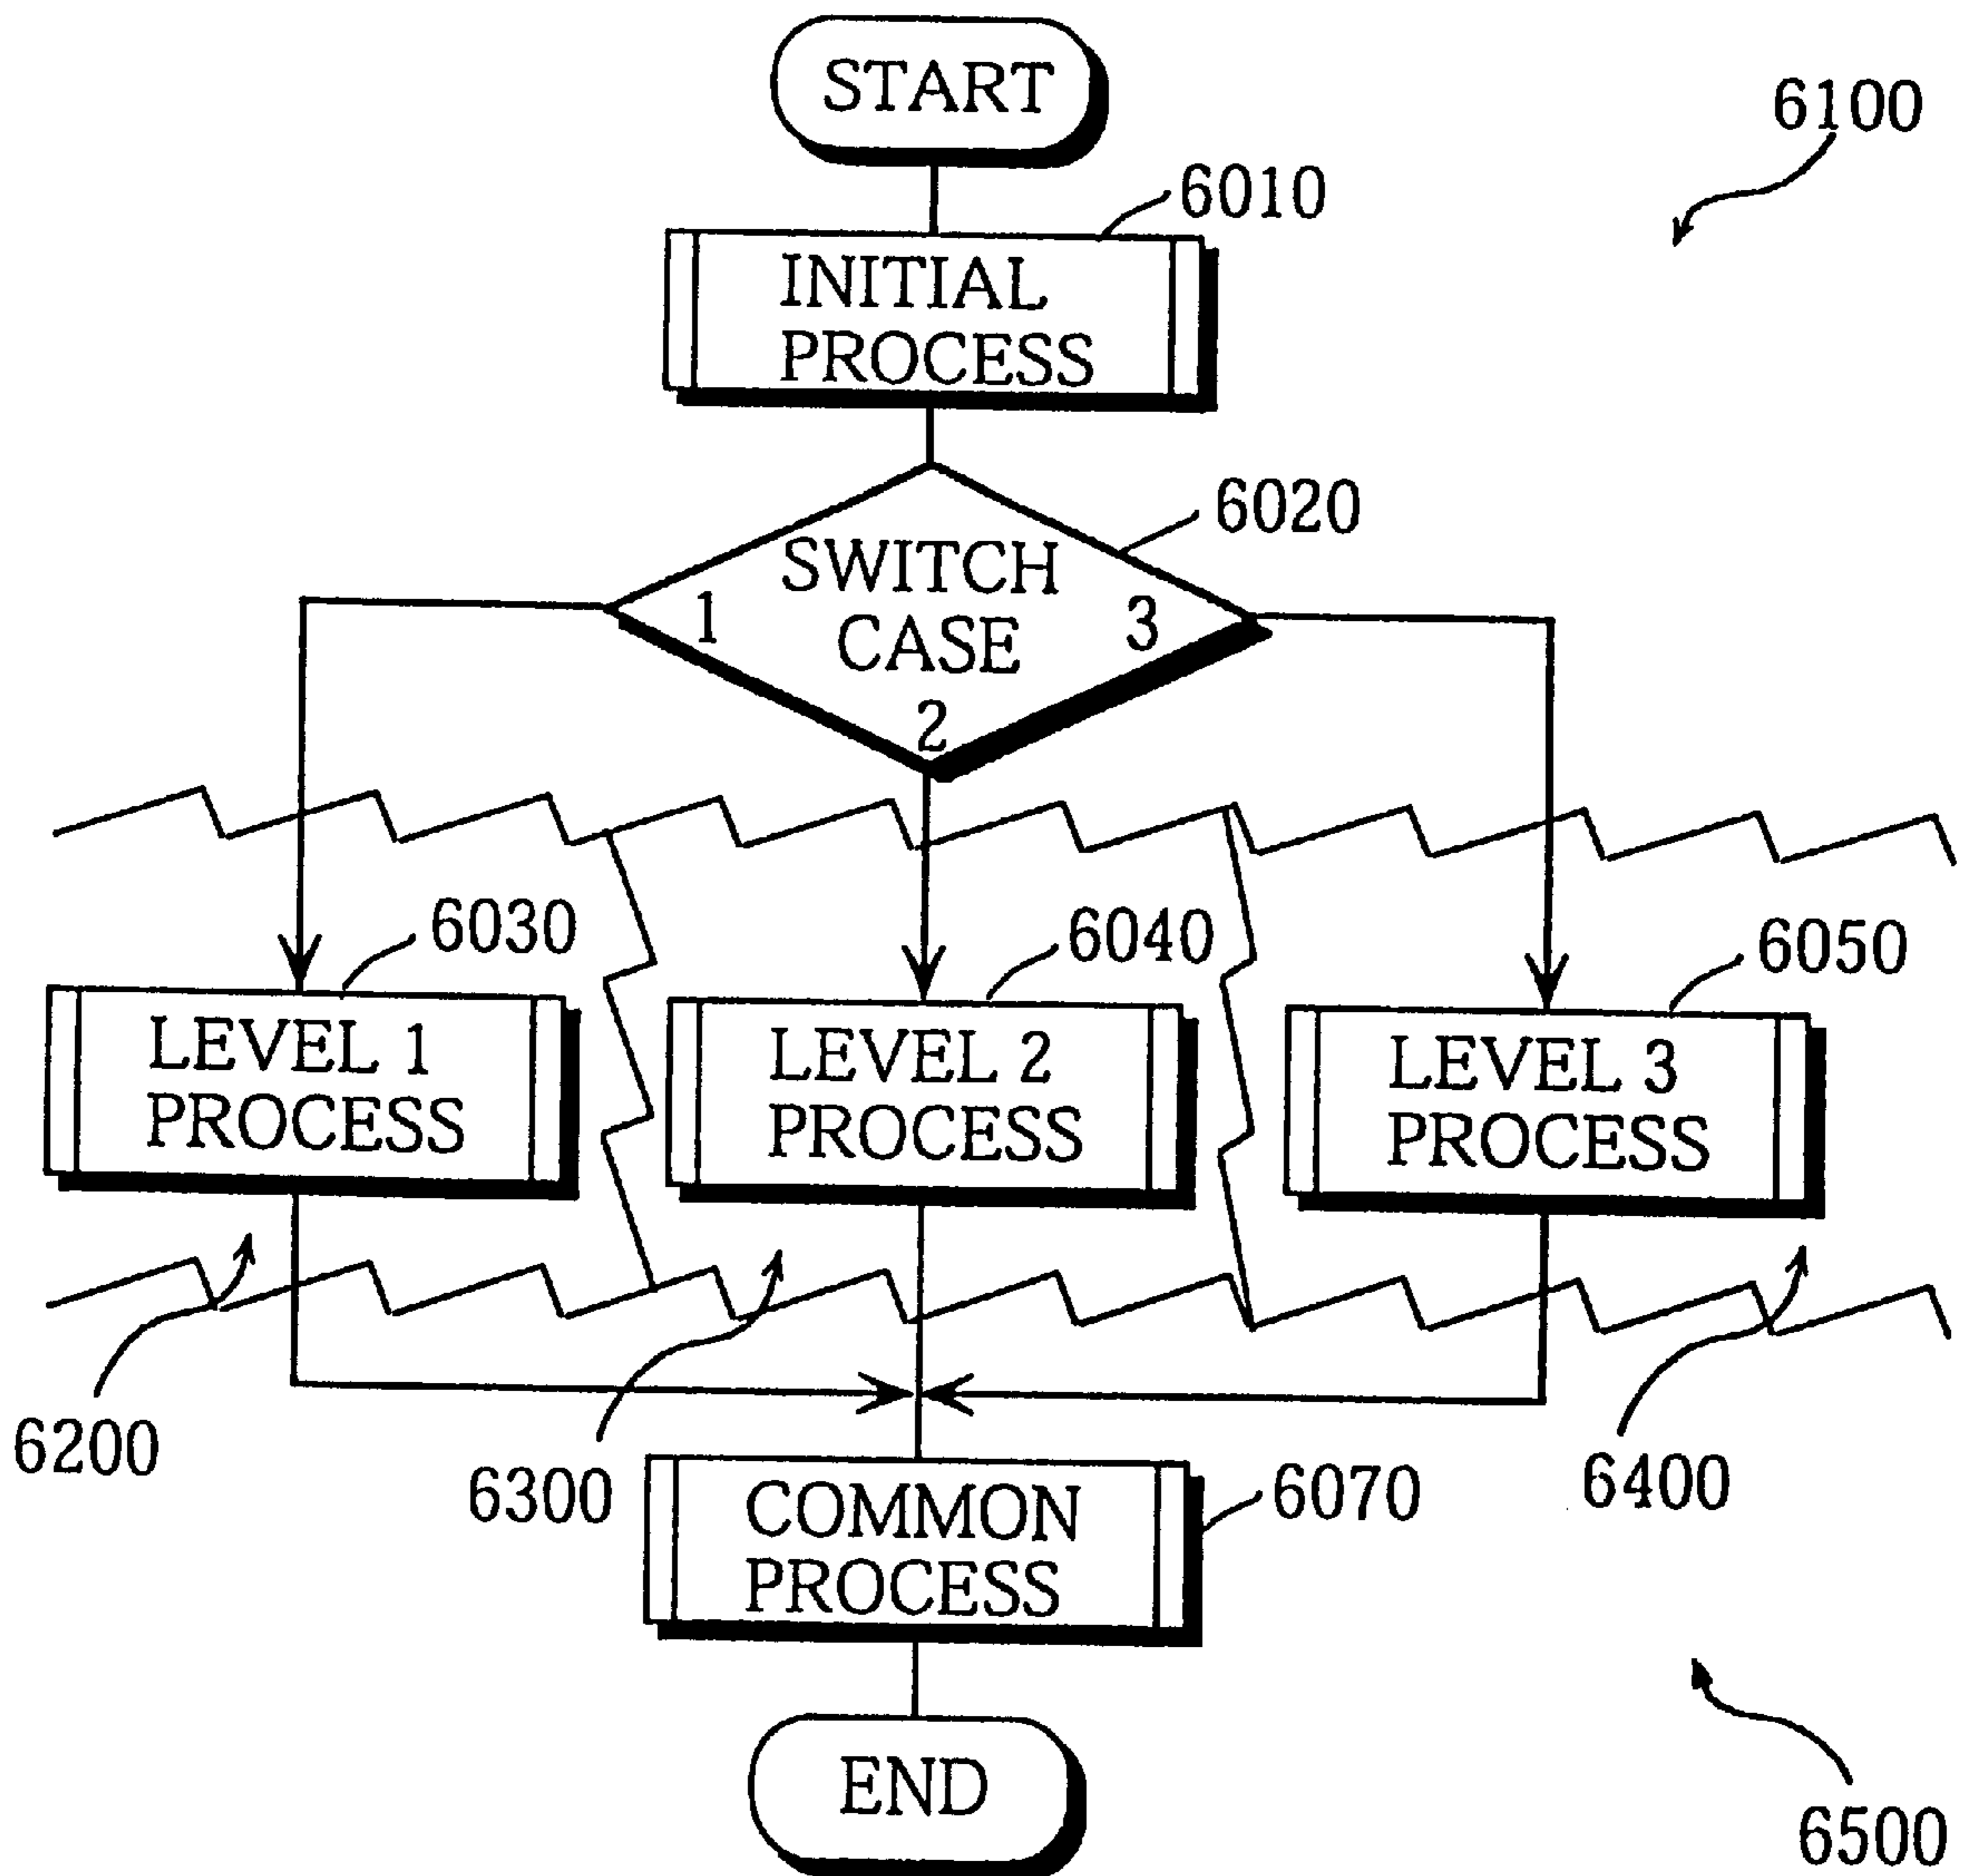 START
6100
6010
INITIAL
PROCESS
6020
SWITCH
CASE
1
3
2
6030
6040
6050
LEVEL 1
PROCESS
LEVEL 2
PROCESS
LEVEL 3
PROCESS
6200
6300
6400
COMMON
PROCESS
6070
END
6500